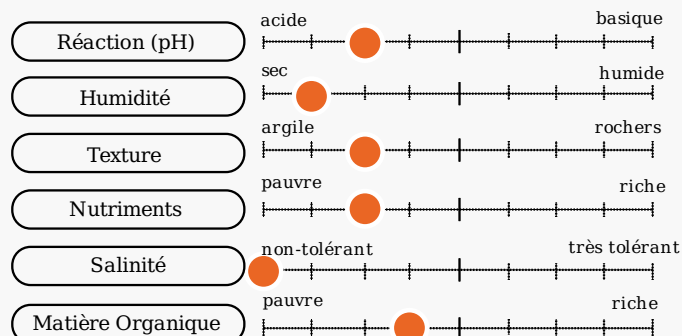 acide basique
Réaction (pH)
sec humide
Humidité
argile rochers
Texture
pauvre riche
Nutriments
non-tolérant très tolérant
Salinité
pauvre riche
Matière Organique